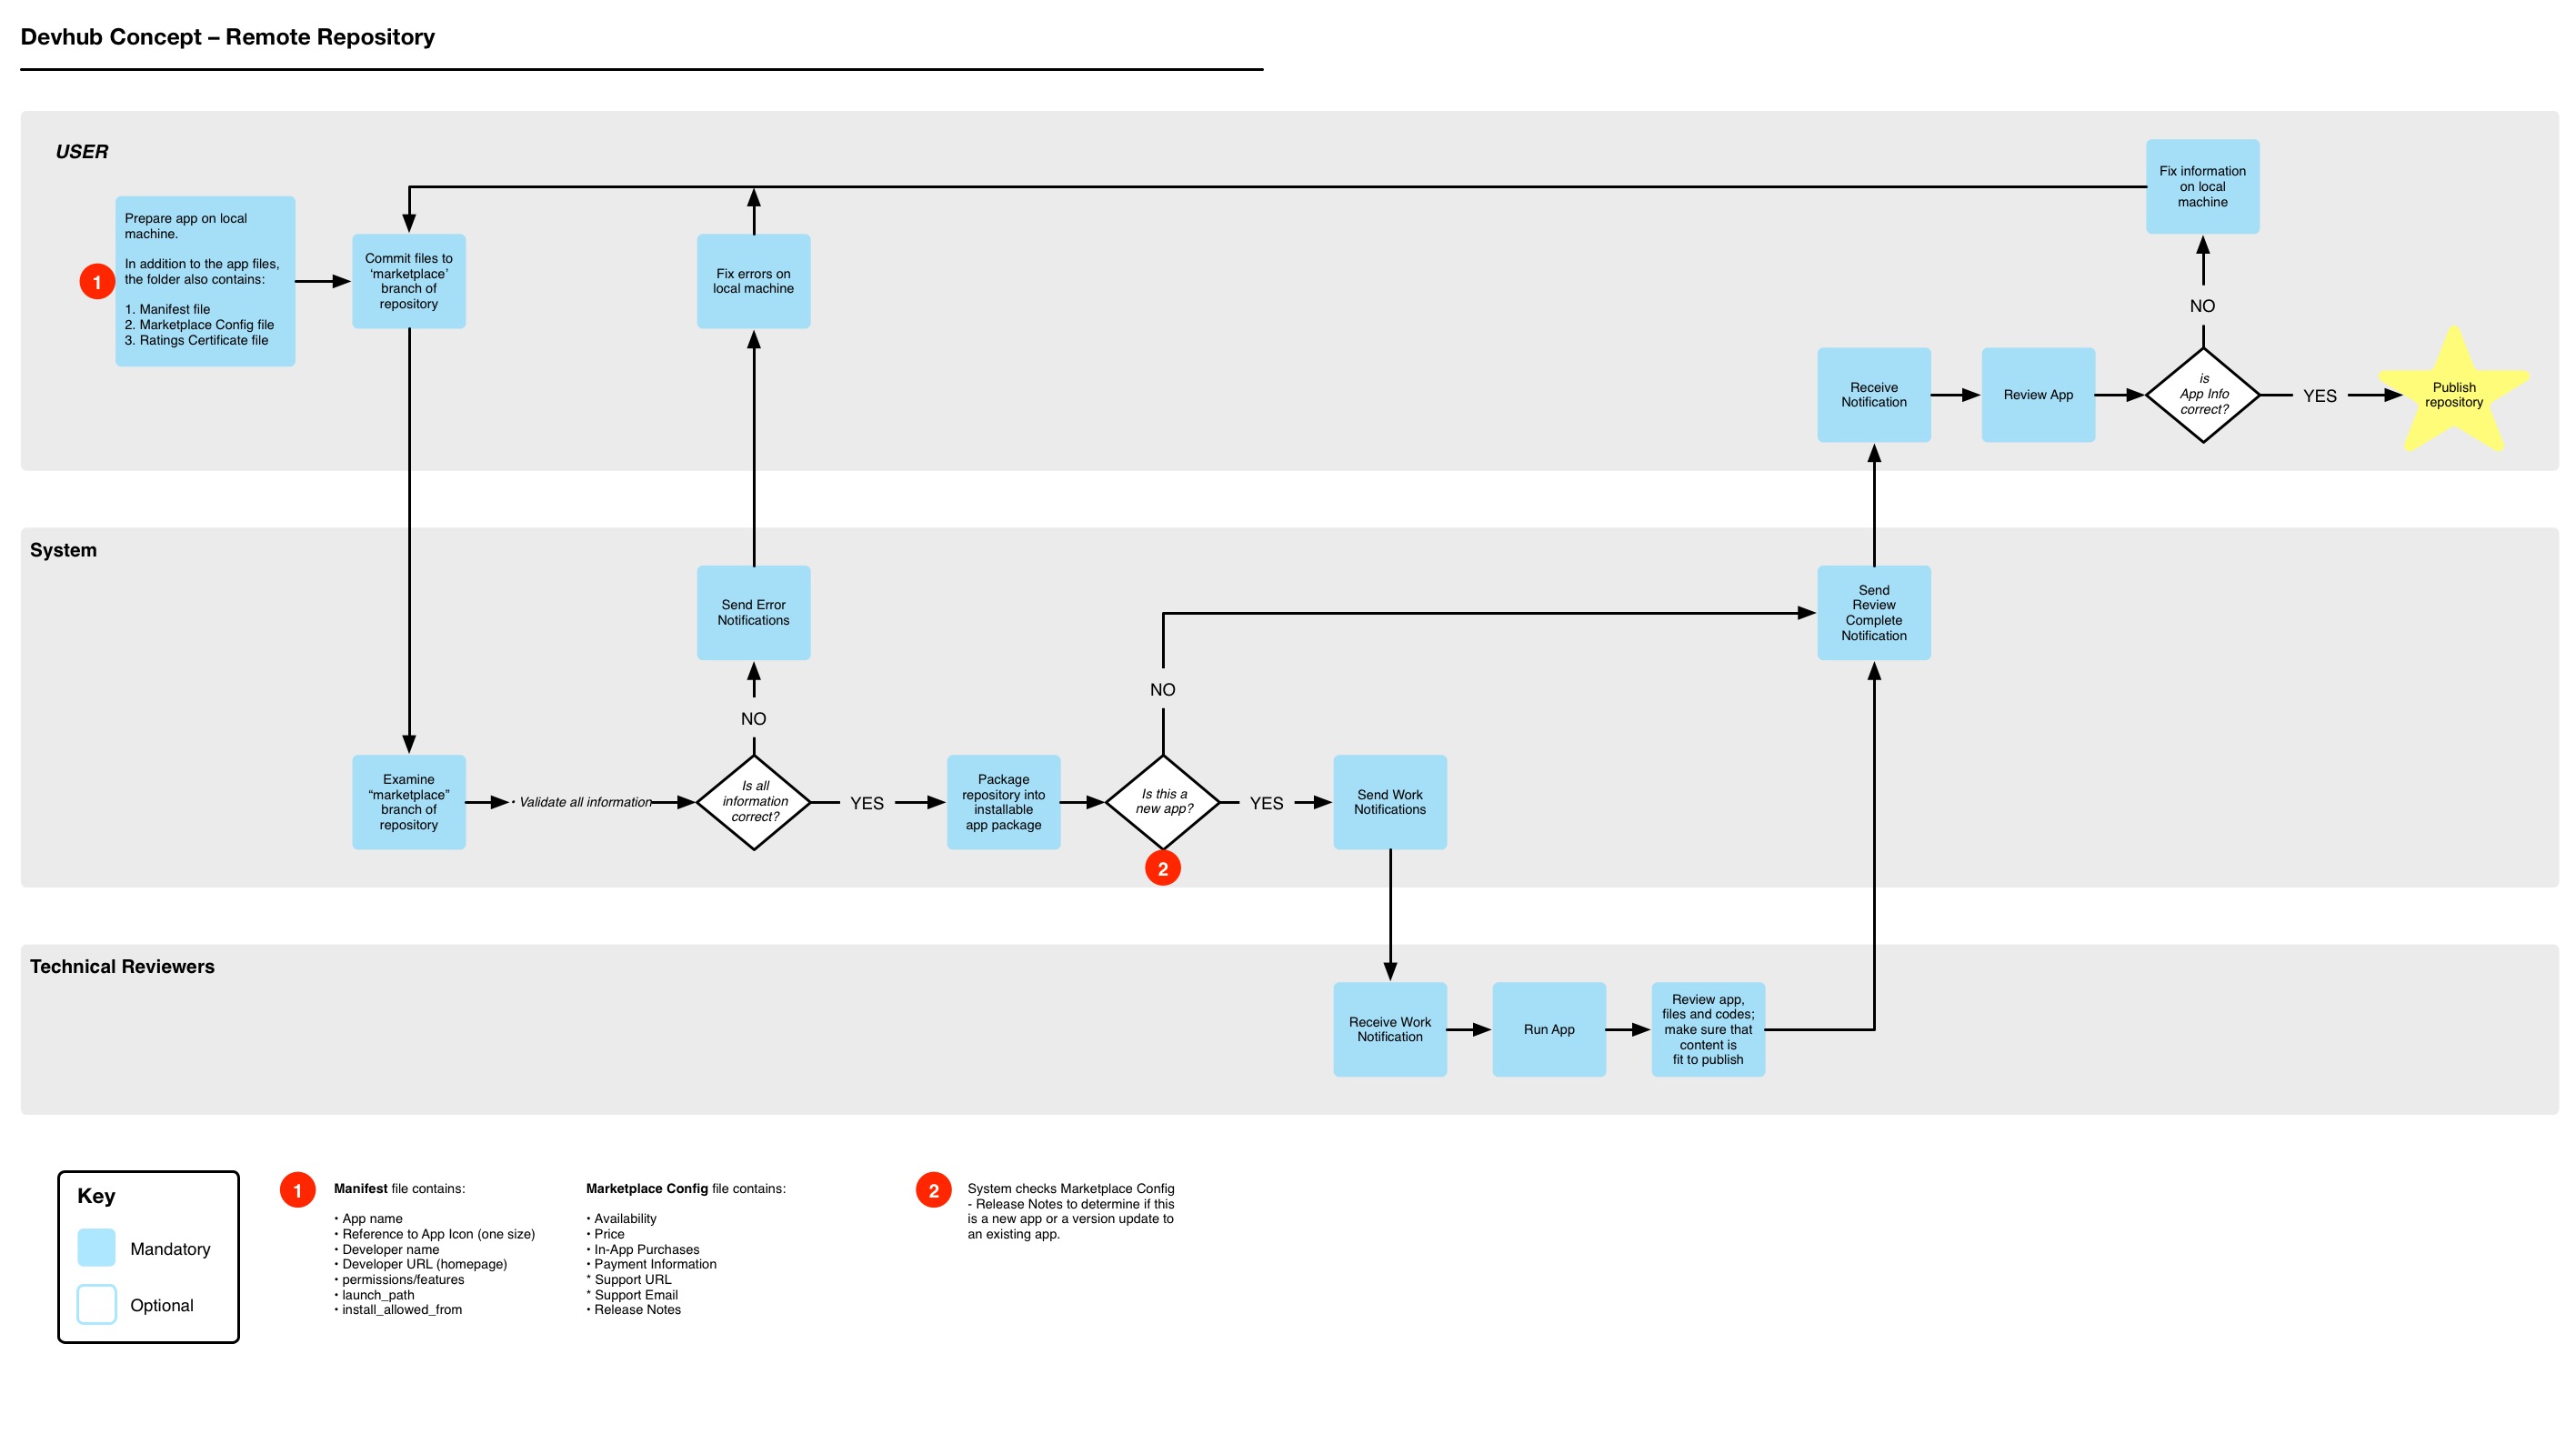 Devhub Concept – Remote Repository
USER
1
Prepare app on local
machine.
In addition to the app files,
the folder also contains:
1. Manifest file
2. Marketplace Config file
3. Ratings Certificate file
Commit files to
‘marketplace’
branch of
repository
Fix errors on
local machine
Fix information
on local
machine
NO
Receive
Notification
Review App
is
App Info
correct?
YES
Publish
repository
System
Send Error
Notifications
Send
Review
Complete
Notification
NO
NO
Examine
“marketplace”
branch of
repository
• Validate all information
Is all
information
correct?
YES
Package
repository into
installable
app package
Is this a
new app?
YES
Send Work
Notifications
2
Technical Reviewers
Receive Work
Notification
Run App
Review app,
files and codes;
make sure that
content is
fit to publish
Key
Mandatory
Optional
1
Manifest file contains:
• App name
• Reference to App Icon (one size)
• Developer name
• Developer URL (homepage)
• permissions/features
• launch_path
• install_allowed_from
Marketplace Config file contains:
• Availability
• Price
• In-App Purchases
• Payment Information
* Support URL
* Support Email
• Release Notes
2
System checks Marketplace Config
- Release Notes to determine if this
is a new app or a version update to
an existing app.